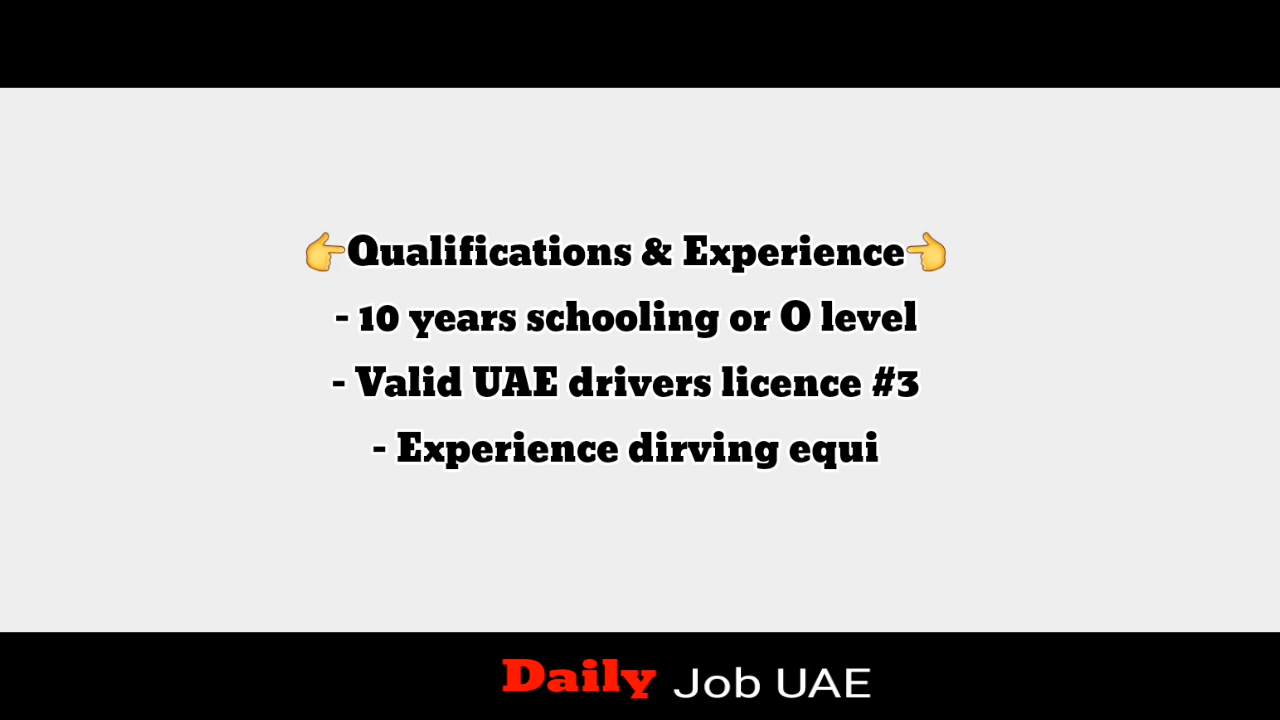 👉Qualifications & Experience👈
- 10 years schooling or O level
- Valid UAE drivers licence #3
- Experience dirving equi
Daily Job UAE